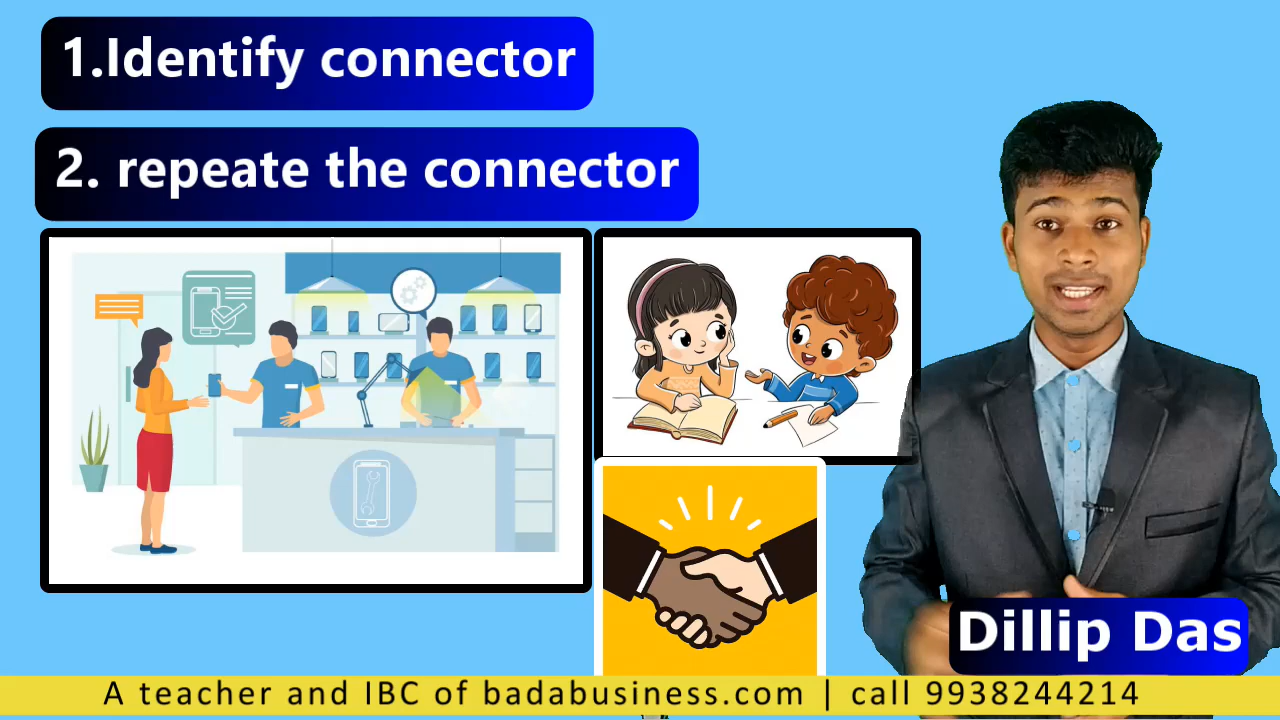 1.Identify connector
2. repeate the connector
Dillip Das
A teacher and IBC of badabusiness.com | call 9938244214